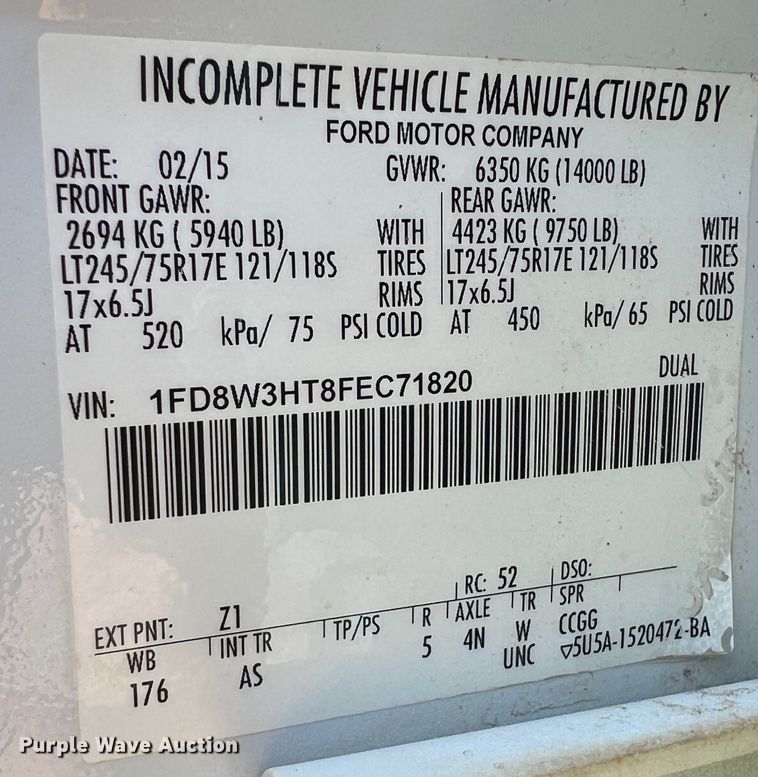 INCOMPLETE VEHICLE MANUFACTURED BY
FORD MOTOR COMPANY
DATE: 02/15 GVWR: 6350 KG (14000 LB)
FRONT GAWR: REAR GAWR:
2694 KG ( 5940 LB) WITH 4423 KG ( 9750 LB) WITH
LT245/75R17E 121/118S TIRES LT245/75R17E 121/118S TIRES
17x6.5J RIMS 17x6.5J RIMS
AT 520 kPa/ 75 PSI COLD AT 450 kPa/ 65 PSI COLD
DUAL
VIN: 1FD8W3HT8FEC71820
EXT PNT: Z1 RC: 52 DSO:
WB INT TR TP/PS R AXLE TR SPR
176 AS 5 4N W CCGG
UNC ▽5U5A-1520472-BA
Purple Wave Auction